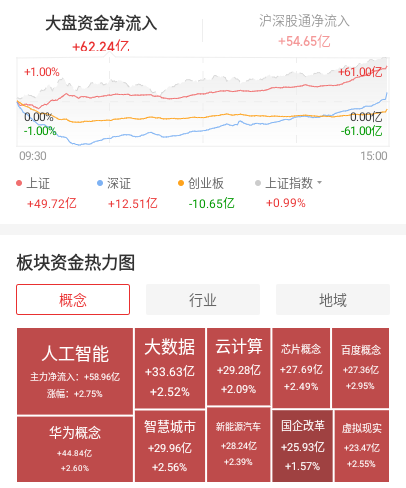 大盘资金净流入
沪深股通净流入
+62.24亿
+54.65亿
+1.00%
+61.00亿
0.00%
0.00亿
-1.00%
-61.00亿
09:30
15:00
上证
深证
创业板
上证指数
+49.72亿
+12.51亿
-10.65亿
+0.99%
板块资金热力图
概念
行业
地域
人工智能
主力净流入：+58.96亿
涨幅：+2.75%
大数据
+33.63亿
+2.52%
云计算
+29.28亿
+2.09%
芯片概念
+27.69亿
+2.49%
百度概念
+27.36亿
+2.95%
华为概念
+44.84亿
+2.60%
智慧城市
+29.96亿
+2.56%
新能源汽车
+28.24亿
+2.39%
国企改革
+25.93亿
+1.57%
虚拟现实
+23.47亿
+2.55%